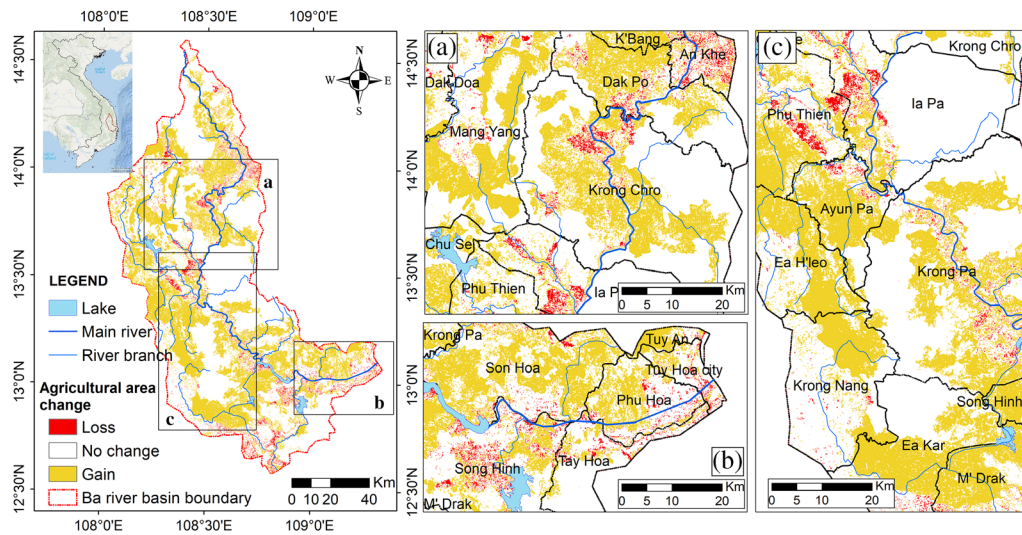 108°0'E
108°30'E
109°0'E
14°30'N
14°0'N
13°30'N
13°0'N
12°30'N
N
W
E
S
a
b
c
LEGEND
Lake
Main river
River branch
Agricultural area
change
Loss
No change
Gain
Ba river basin boundary
Km
0 10 20 40
108°0'E
108°30'E
109°0'E
(a)
K'Bang
An Khe
Dak Doa
Dak Po
Mang Yang
Krong Chro
Chu Se
Phu Thien
Ia P
Km
0 5 10 20
14°30'N
14°0'N
13°30'N
Krong Pa
Tuy An
Son Hoa
Tuy Hoa city
Phu Hoa
Song Hinh
Tay Hoa
(b)
M' Drak
Km
0 5 10 20
13°0'N
12°30'N
(c)
Krong Chro
Ia Pa
Phu Thien
Ayun Pa
Ea H'leo
Krong Pa
Krong Nang
Song Hinh
Ea Kar
M' Drak
Km
0 5 10 20